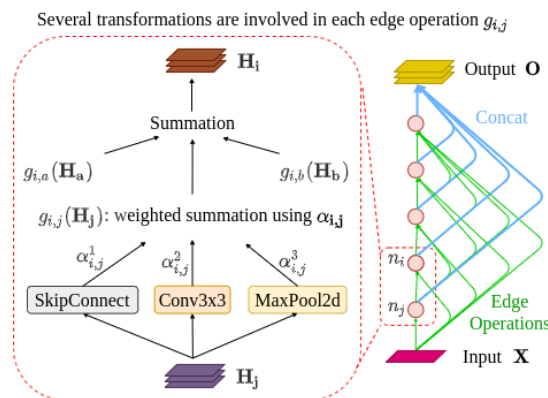 Several transformations are involved in each edge operation g_{i,j}
H_i
Summation
g_{i,a}(H_a)
g_{i,b}(H_b)
g_{i,j}(H_j): weighted summation using α_{i,j}
α^1_{i,j}
α^2_{i,j}
α^3_{i,j}
SkipConnect
Conv3x3
MaxPool2d
H_j
Output O
Concat
n_i
n_j
Edge
Operations
Input X